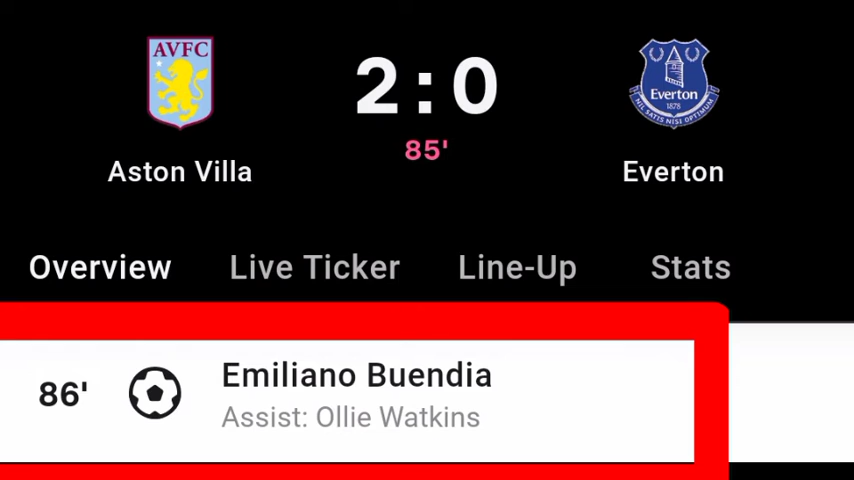 AVFC
2:0
Everton
1878
NIL SATIS NISI OPTIMUM
85'
Aston Villa
Everton
Overview Live Ticker Line-Up Stats
86'
Emiliano Buendia
Assist: Ollie Watkins